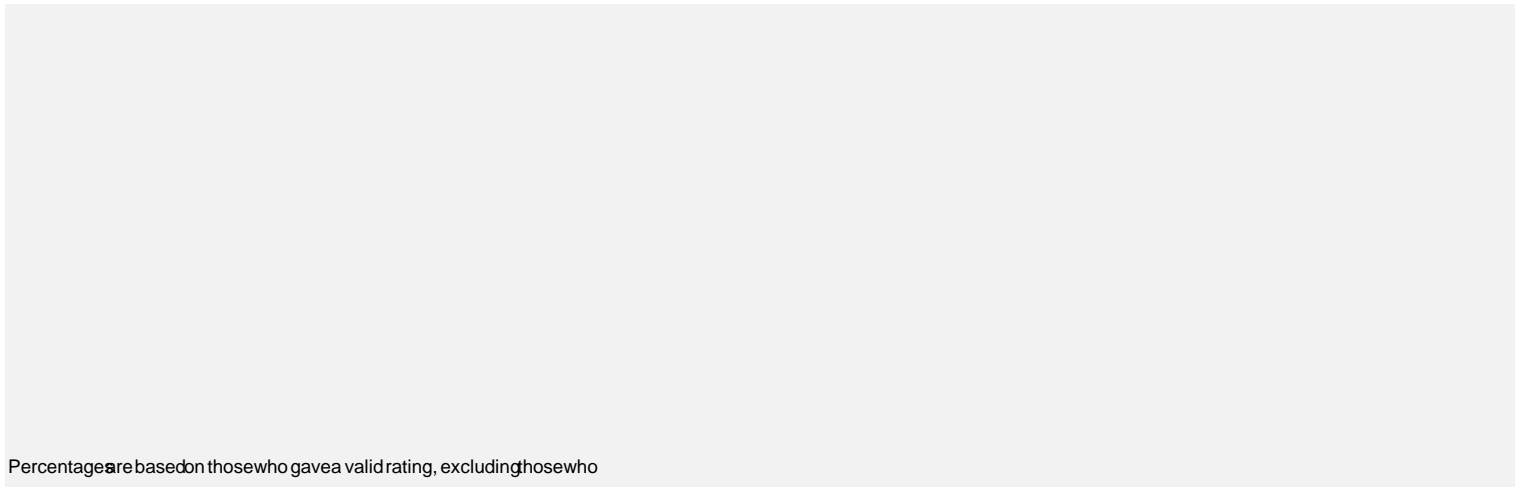 Percentages are based on those who gave a valid rating, excluding those who